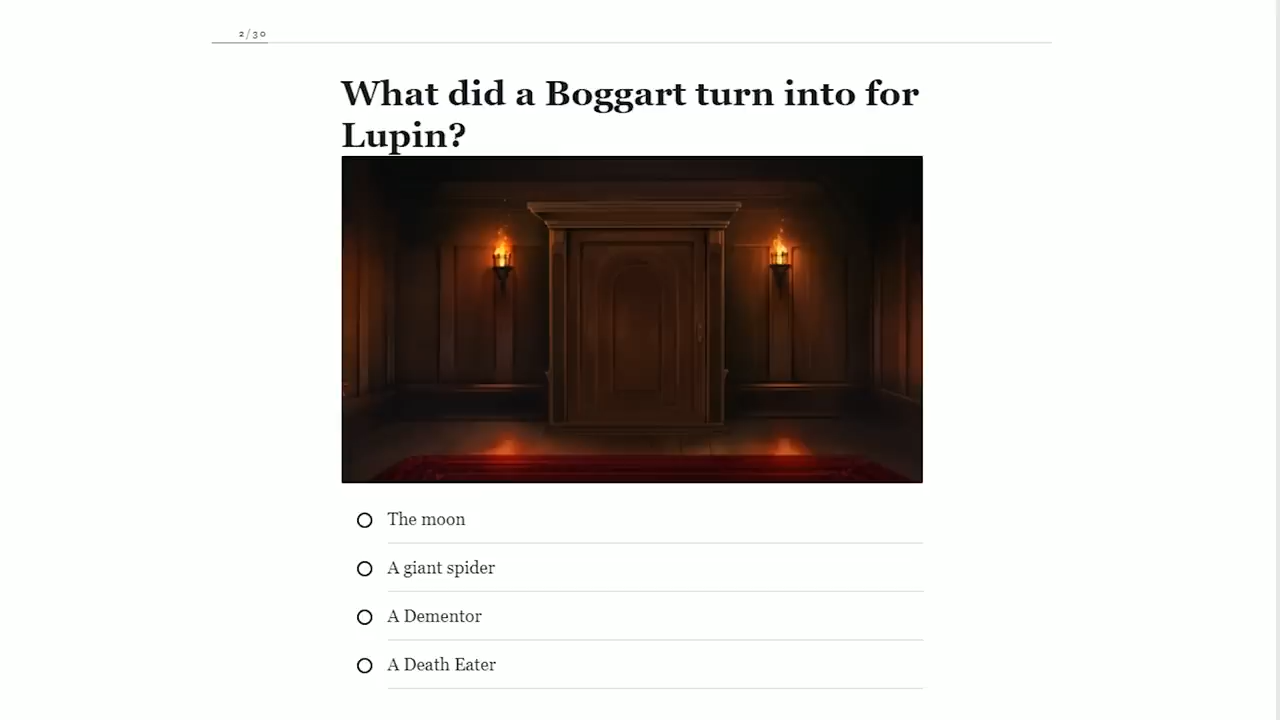 2/30
What did a Boggart turn into for
Lupin?
The moon
A giant spider
A Dementor
A Death Eater